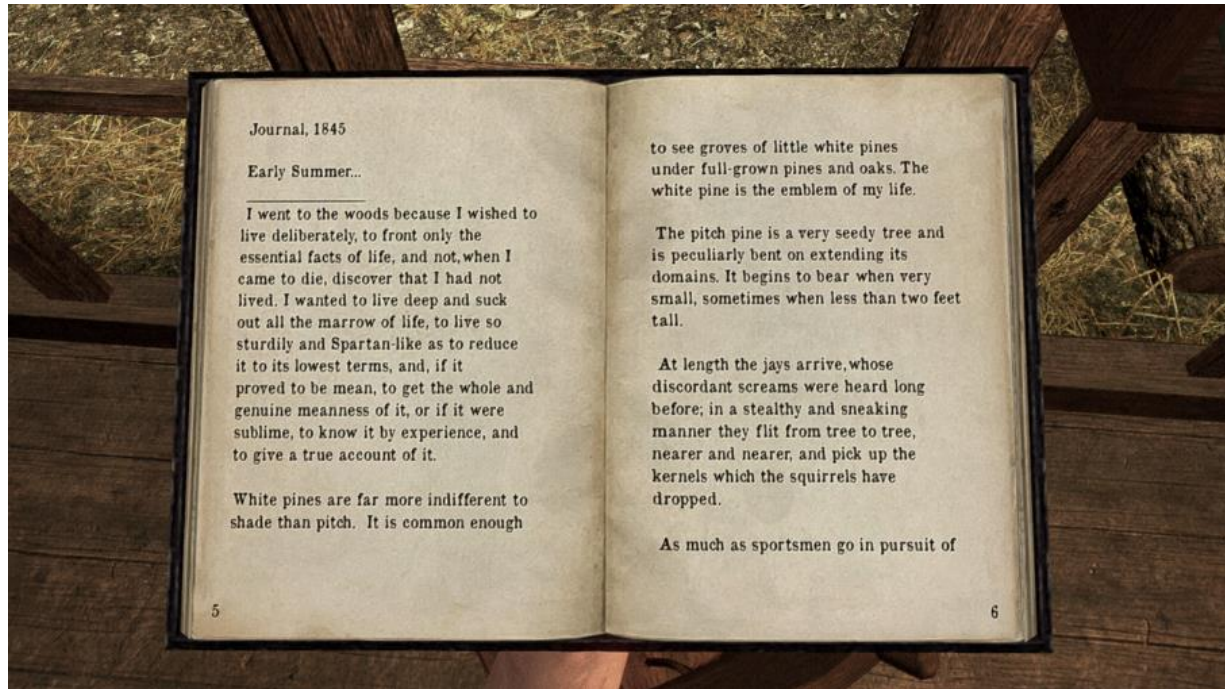 Journal, 1845
Early Summer...
I went to the woods because I wished to
live deliberately, to front only the
essential facts of life, and not, when I
came to die, discover that I had not
lived. I wanted to live deep and suck
out all the marrow of life, to live so
sturdily and Spartan-like as to reduce
it to its lowest terms, and, if it
proved to be mean, to get the whole and
genuine meanness of it, or if it were
sublime, to know it by experience, and
to give a true account of it.
White pines are far more indifferent to
shade than pitch. It is common enough
5
to see groves of little white pines
under full-grown pines and oaks. The
white pine is the emblem of my life.
The pitch pine is a very seedy tree and
is peculiarly bent on extending its
domains. It begins to bear when very
small, sometimes when less than two feet
tall.
At length the jays arrive, whose
discordant screams were heard long
before; in a stealthy and sneaking
manner they flit from tree to tree,
nearer and nearer, and pick up the
kernels which the squirrels have
dropped.
As much as sportsmen go in pursuit of
6